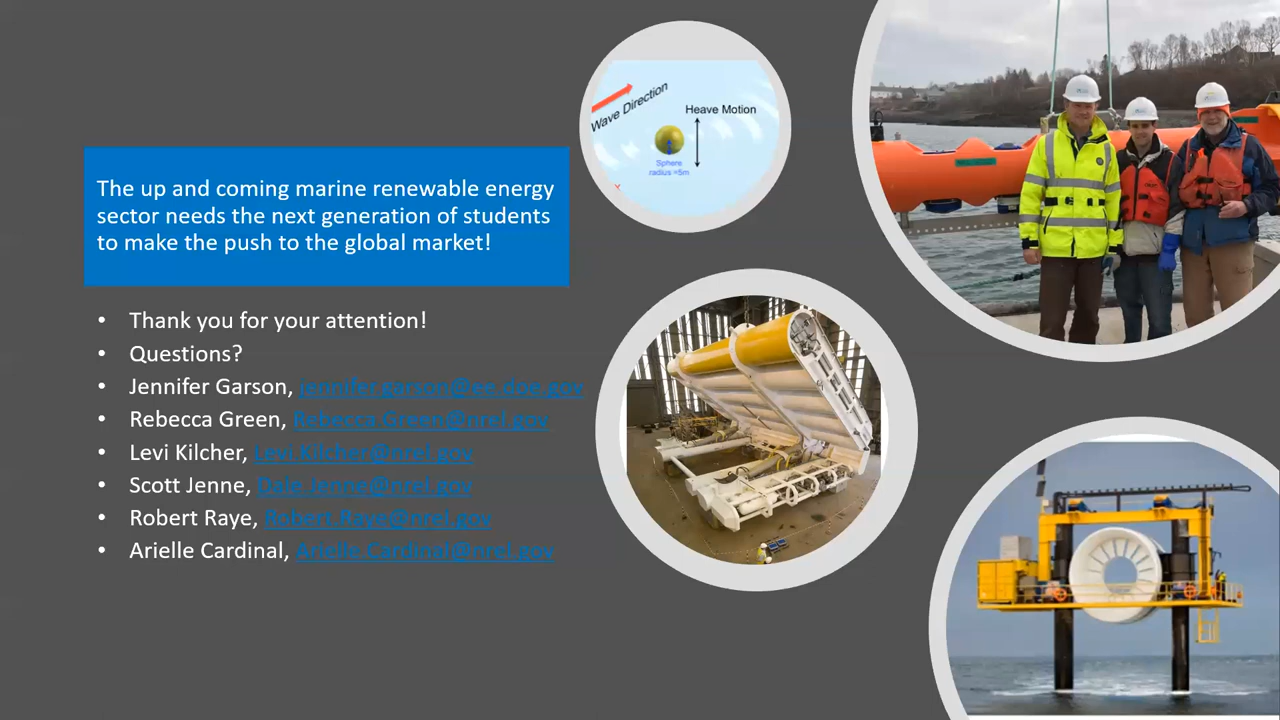 The up and coming marine renewable energy
sector needs the next generation of students
to make the push to the global market!
• Thank you for your attention!
• Questions?
• Jennifer Garson, jennifer.garson@ee.doe.gov
• Rebecca Green, Rebecca.Green@nrel.gov
• Levi Kilcher, Levi.Kilcher@nrel.gov
• Scott Jenne, Dale.Jenne@nrel.gov
• Robert Raye, Robert.Raye@nrel.gov
• Arielle Cardinal, Arielle.Cardinal@nrel.gov
Wave Direction
Heave Motion
Sphere
radius =5m
x